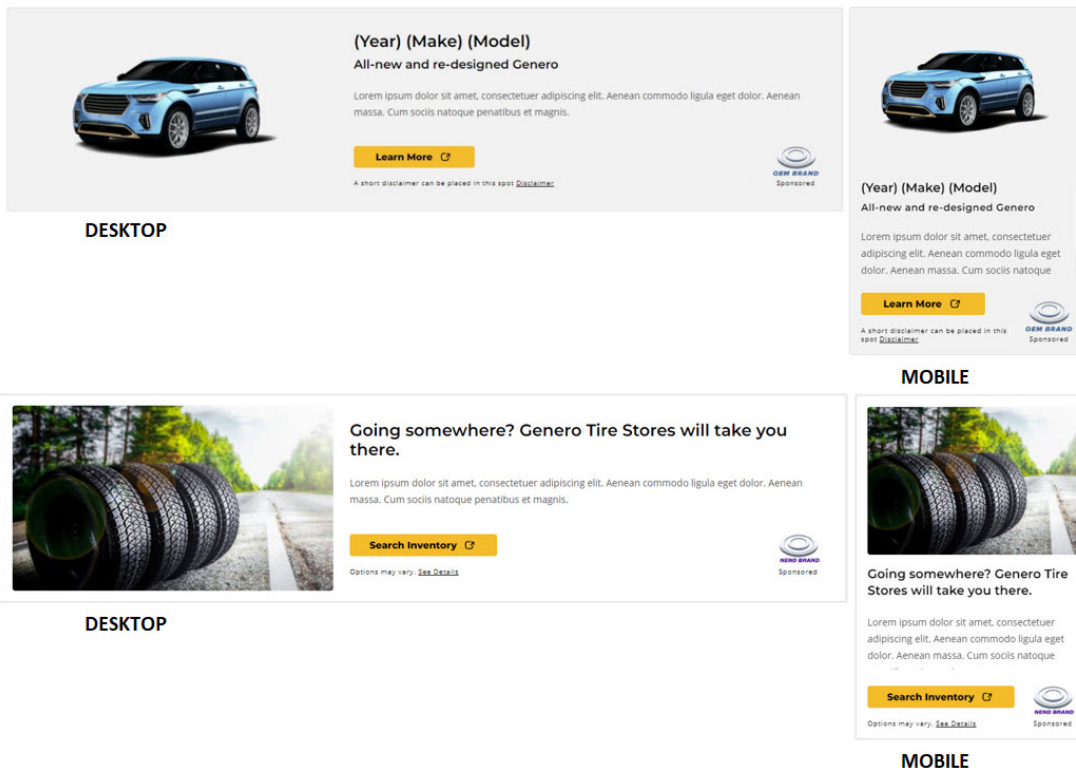 (Year) (Make) (Model)
All-new and re-designed Genero
Lorem ipsum dolor sit amet, consectetuer adipiscing elit. Aenean commodo ligula eget dolor. Aenean
massa. Cum sociis natoque penatibus et magnis.
Learn More
A short disclaimer can be placed in this spot Disclaimer
OEM BRAND
Sponsored
DESKTOP
(Year) (Make) (Model)
All-new and re-designed Genero
Lorem ipsum dolor sit amet, consectetuer
adipiscing elit. Aenean commodo ligula eget
dolor. Aenean massa. Cum sociis natoque
Learn More
A short disclaimer can be placed in this
spot Disclaimer
OEM BRAND
Sponsored
MOBILE
Going somewhere? Genero Tire Stores will take you
there.
Lorem ipsum dolor sit amet, consectetuer adipiscing elit. Aenean commodo ligula eget dolor. Aenean
massa. Cum sociis natoque penatibus et magnis.
Search Inventory
Options may vary. See Details
NEND BRAND
Sponsored
DESKTOP
Going somewhere? Genero Tire
Stores will take you there.
Lorem ipsum dolor sit amet, consectetuer
adipiscing elit. Aenean commodo ligula eget
dolor. Aenean massa. Cum sociis natoque
Search Inventory
Options may vary. See Details
NEND BRAND
Sponsored
MOBILE